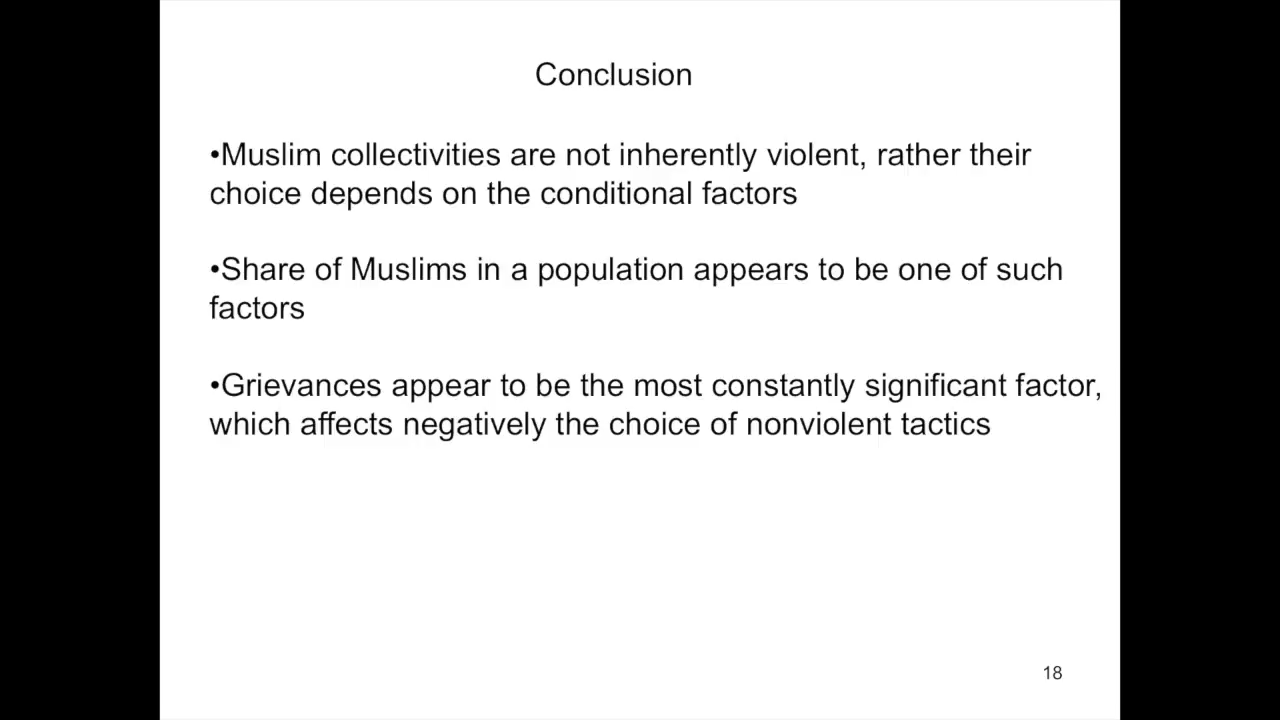 Conclusion
•Muslim collectivities are not inherently violent, rather their
choice depends on the conditional factors
•Share of Muslims in a population appears to be one of such
factors
•Grievances appear to be the most constantly significant factor,
which affects negatively the choice of nonviolent tactics
18